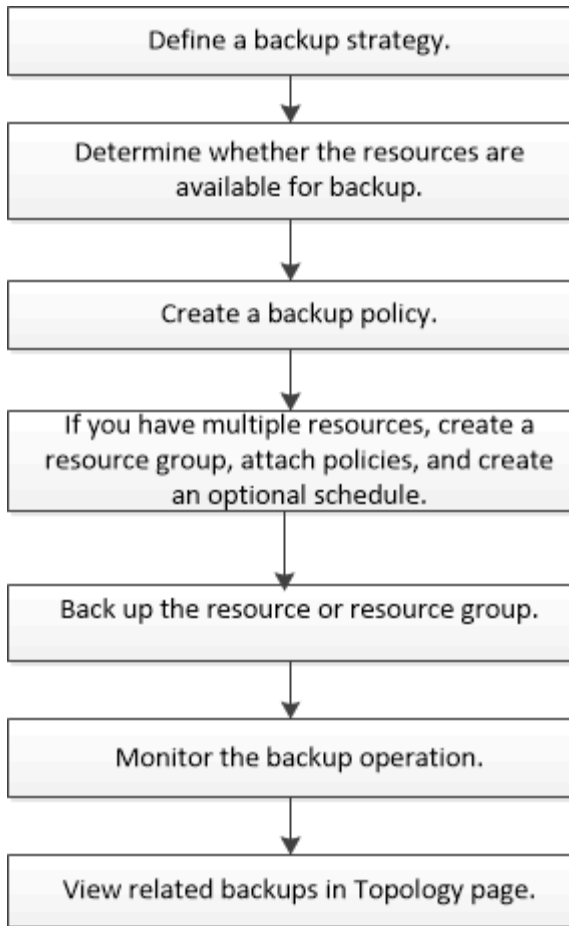 Define a backup strategy.
Determine whether the resources are
available for backup.
Create a backup policy.
If you have multiple resources, create a
resource group, attach policies, and create
an optional schedule.
Back up the resource or resource group.
Monitor the backup operation.
View related backups in Topology page.